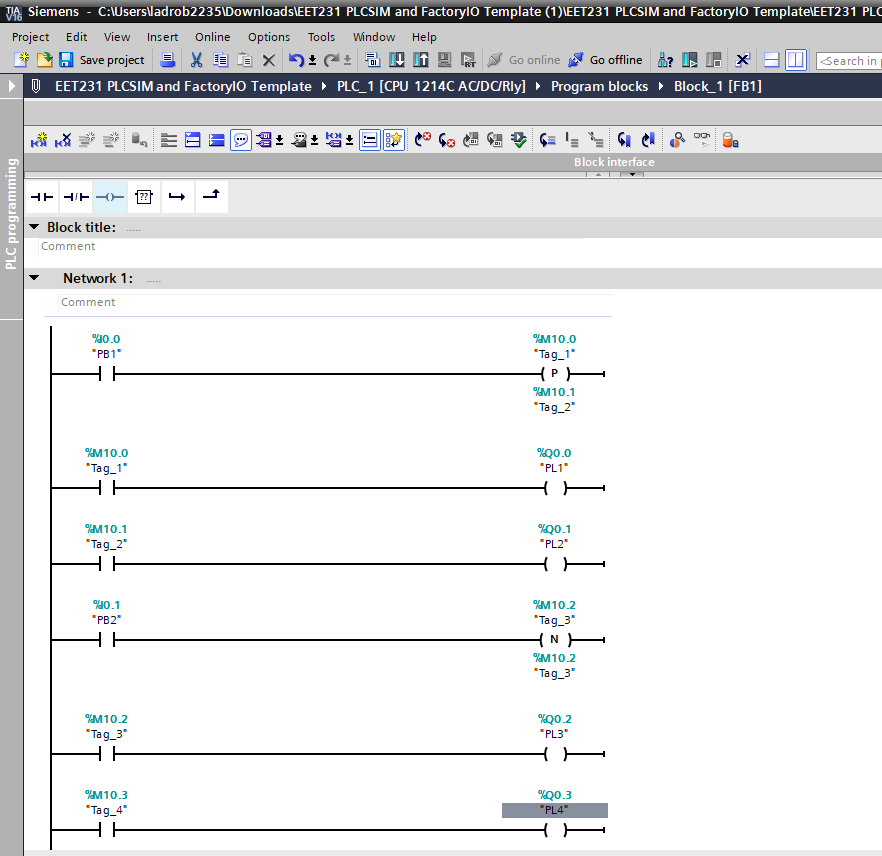 TIA V16 Siemens - C:\Users\ladrob2235\Downloads\EET231 PLCSIM and FactoryIO Template (1)\EET231 PLCSIM and FactoryIO Template\EET231 PLC
Project Edit View Insert Online Options Tools Window Help
Save project Go online Go offline <Search in p
EET231 PLCSIM and FactoryIO Template PLC_1 [CPU 1214C AC/DC/Rly] Program blocks Block_1 [FB1]
PLC programming
Block interface
??
Block title: .....
Comment
Network 1: .....
Comment
%I0.0 %M10.0
"PB1" "Tag_1"
P
%M10.1
"Tag_2"
%M10.0 %Q0.0
"Tag_1" "PL1"
%M10.1 %Q0.1
"Tag_2" "PL2"
%I0.1 %M10.2
"PB2" "Tag_3"
N
%M10.2
"Tag_3"
%M10.2 %Q0.2
"Tag_3" "PL3"
%M10.3 %Q0.3
"Tag_4" "PL4"